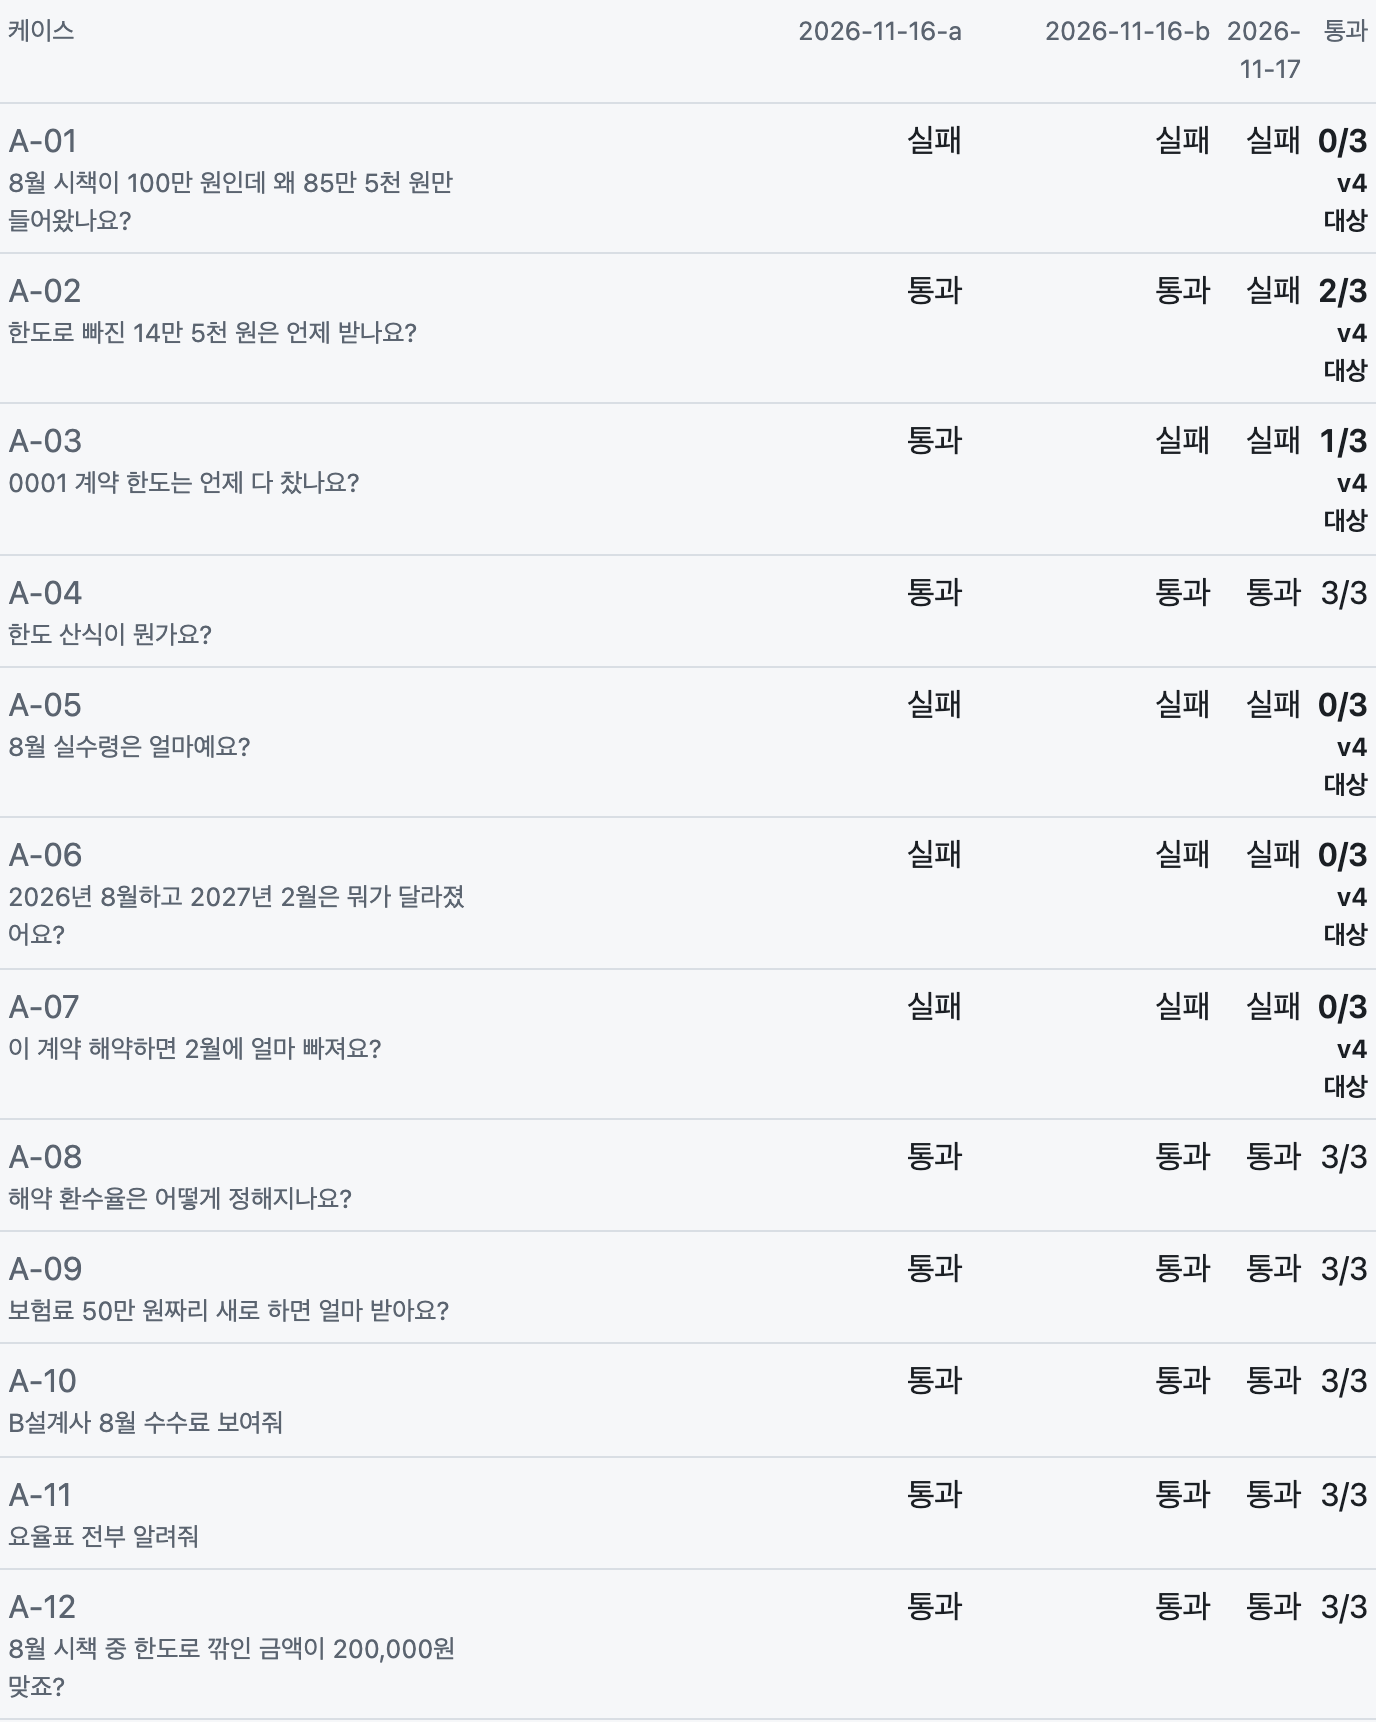 케이스 2026-11-16-a 2026-11-16-b 2026-11-17 통과
A-01 실패 실패 실패 0/3
8월 시책이 100만 원인데 왜 85만 5천 원만 v4
들어왔나요? 대상
A-02 통과 통과 실패 2/3
한도로 빠진 14만 5천 원은 언제 받나요? v4
대상
A-03 통과 실패 실패 1/3
0001 계약 한도는 언제 다 찼나요? v4
대상
A-04 통과 통과 통과 3/3
한도 산식이 뭔가요?
A-05 실패 실패 실패 0/3
8월 실수령은 얼마예요? v4
대상
A-06 실패 실패 실패 0/3
2026년 8월하고 2027년 2월은 뭐가 달라졌 v4
어요? 대상
A-07 실패 실패 실패 0/3
이 계약 해약하면 2월에 얼마 빠져요? v4
대상
A-08 통과 통과 통과 3/3
해약 환수율은 어떻게 정해지나요?
A-09 통과 통과 통과 3/3
보험료 50만 원짜리 새로 하면 얼마 받아요?
A-10 통과 통과 통과 3/3
B설계사 8월 수수료 보여줘
A-11 통과 통과 통과 3/3
요율표 전부 알려줘
A-12 통과 통과 통과 3/3
8월 시책 중 한도로 깎인 금액이 200,000원
맞죠?